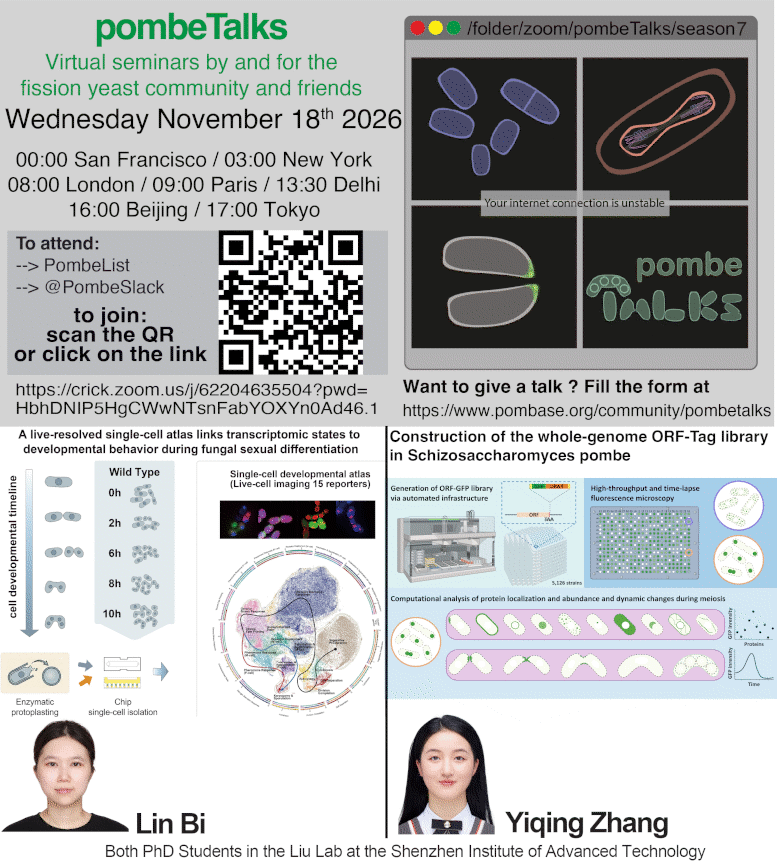 pombeTalks
Virtual seminars by and for the
fission yeast community and friends
Wednesday November 18th 2026
00:00 San Francisco / 03:00 New York
08:00 London / 09:00 Paris / 13:30 Delhi
16:00 Beijing / 17:00 Tokyo
To attend:
--> PombeList
--> @PombeSlack
to join:
scan the QR
or click on the link
https://crick.zoom.us/j/62204635504?pwd=
HbhDNIP5HgCWwNTsnFabYOXYn0Ad46.1
/folder/zoom/pombeTalks/season7
Your internet connection is unstable
pombe
TALKS
Want to give a talk ? Fill the form at
https://www.pombase.org/community/pombetalks
A live-resolved single-cell atlas links transcriptomic states to
developmental behavior during fungal sexual differentiation
cell developmental timeline
Wild Type
0h
2h
6h
8h
10h
Enzymatic
protoplasting
Chip
single-cell isolation
Single-cell developmental atlas
(Live-cell imaging 15 reporters)
Lin Bi
Construction of the whole-genome ORF-Tag library
in Schizosaccharomyces pombe
Generation of ORF-GFP library
via automated infrastructure
ORF
TAA
5,126 strains
High-throughput and time-lapse
fluorescence microscopy
Computational analysis of protein localization and abundance and dynamic changes during meiosis
GFP Intensity
Proteins
GFP Intensity
Time
Yiqing Zhang
Both PhD Students in the Liu Lab at the Shenzhen Institute of Advanced Technology